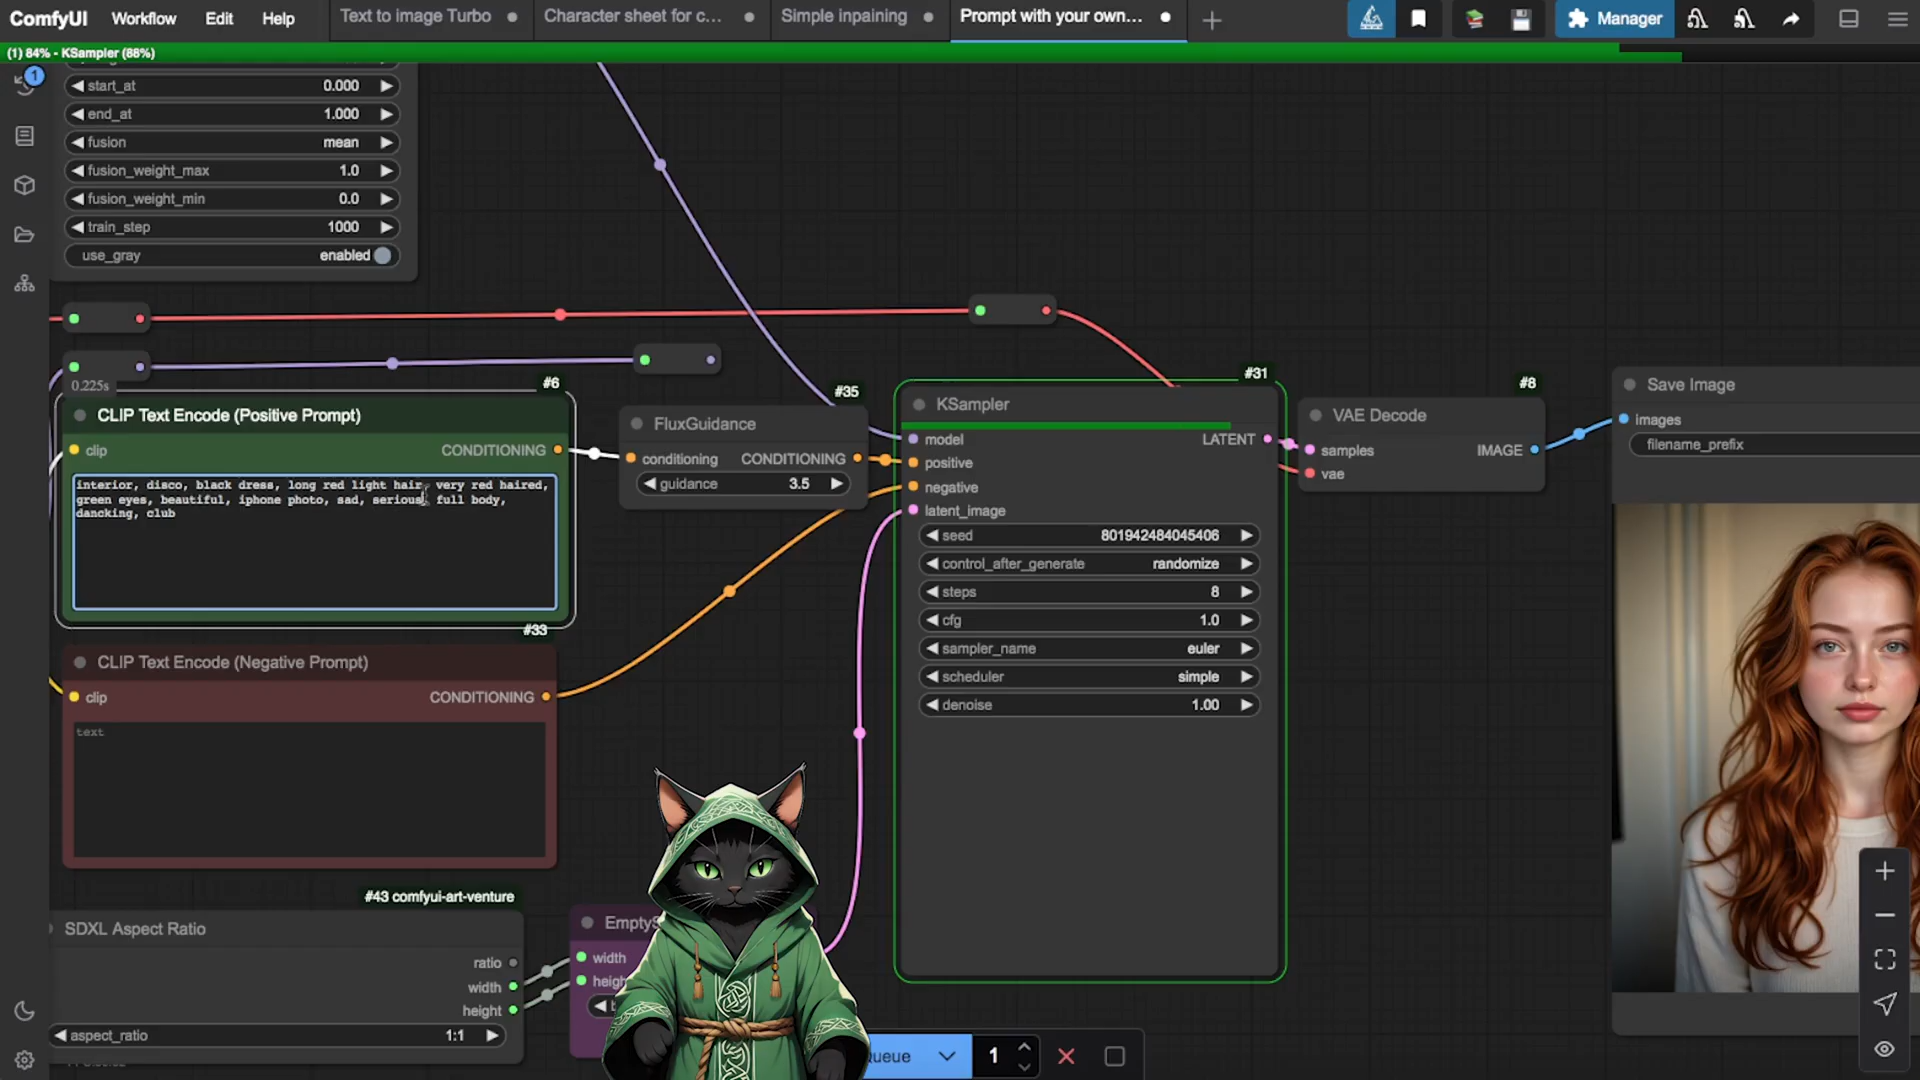 ComfyUI
Workflow
Edit
Help
Text to image Turbo
Character sheet for c...
Simple inpaining
Prompt with your own...
Manager
(1) 84% - KSampler (86%)
1
start_at 0.000
end_at 1.000
fusion mean
fusion_weight_max 1.0
fusion_weight_min 0.0
train_step 1000
use_gray enabled
0.225s
#6
CLIP Text Encode (Positive Prompt)
clip CONDITIONING
interior, disco, black dress, long red light hair, very red haired,
green eyes, beautiful, iphone photo, sad, serious, full body,
dancking, club
#33
CLIP Text Encode (Negative Prompt)
clip CONDITIONING
text
#35
FluxGuidance
conditioning CONDITIONING
guidance 3.5
#31
KSampler
model LATENT
positive
negative
latent_image
seed 801942484045406
control_after_generate randomize
steps 8
cfg 1.0
sampler_name euler
scheduler simple
denoise 1.00
#8
VAE Decode
samples IMAGE
vae
Save Image
images
filename_prefix
#43 comfyui-art-venture
SDXL Aspect Ratio
ratio
width
height
aspect_ratio 1:1
width
1